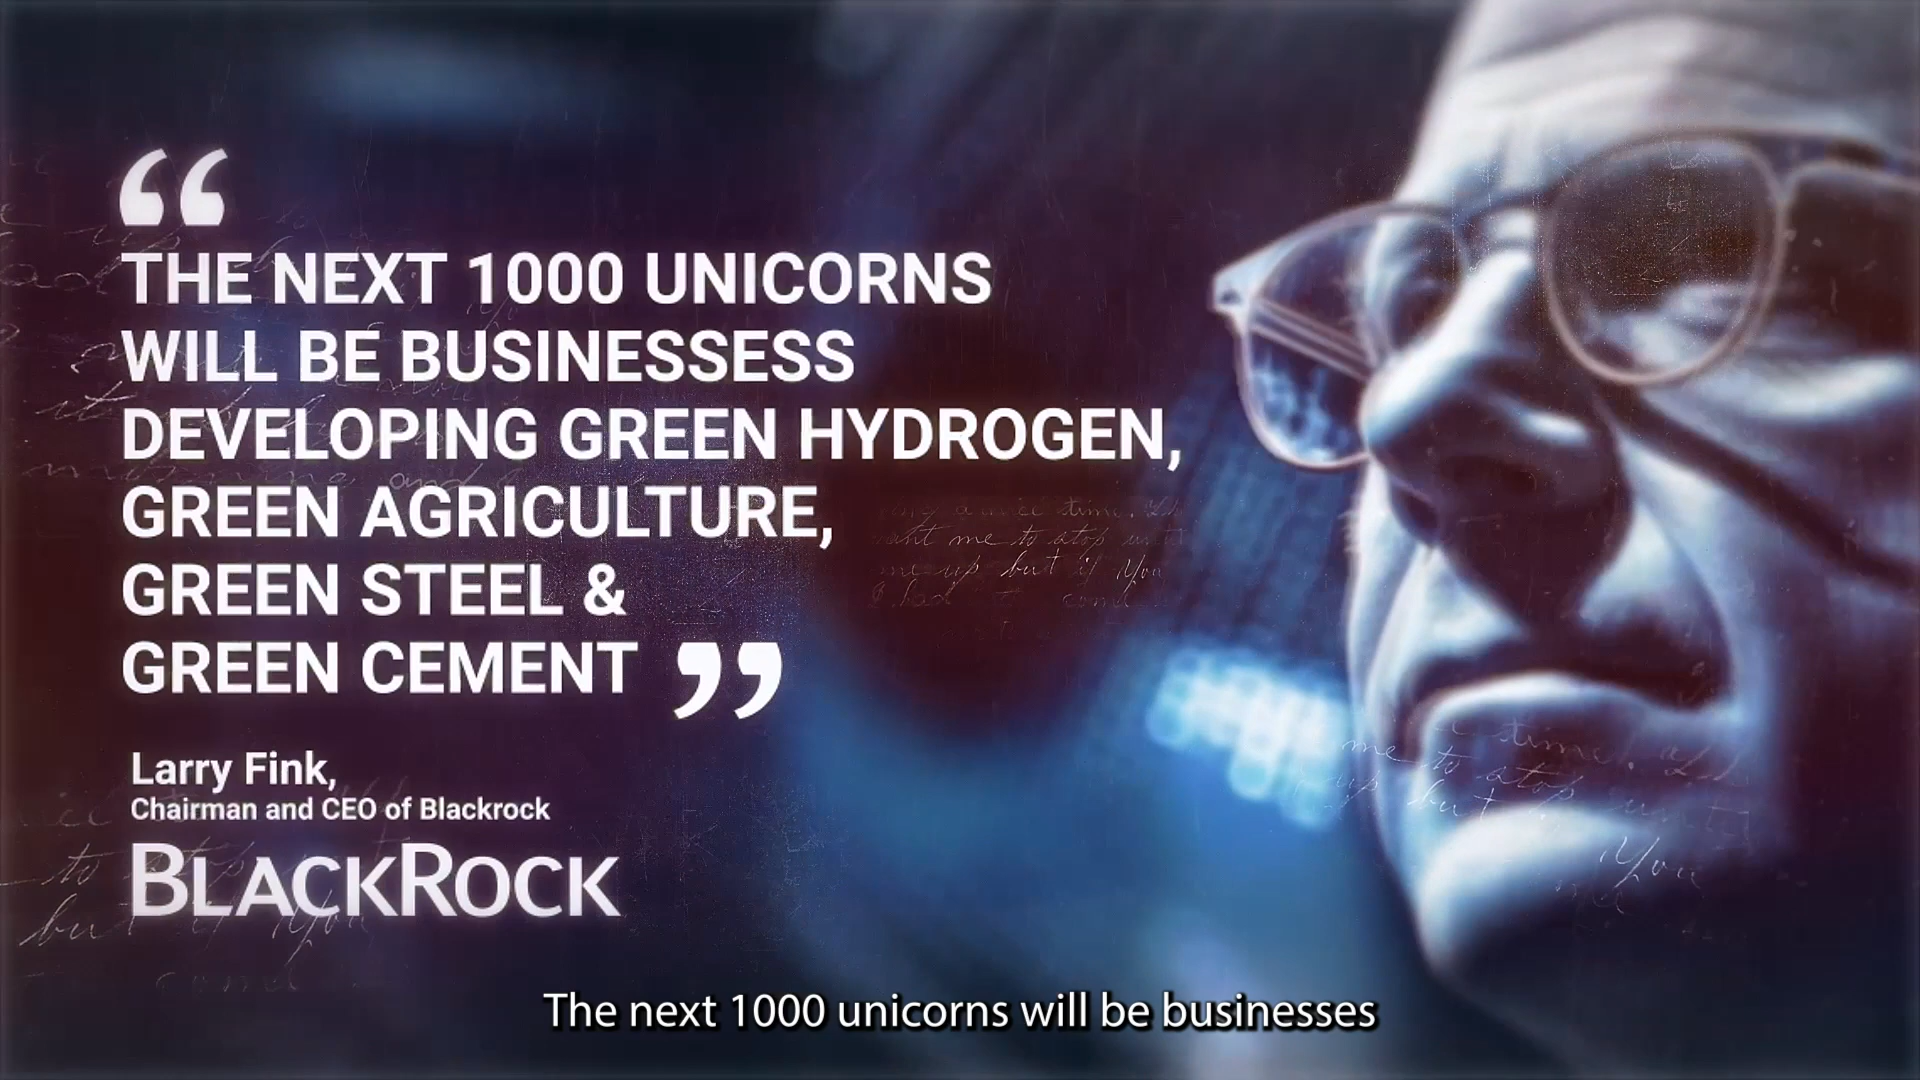 “
THE NEXT 1000 UNICORNS
WILL BE BUSINESSESS
DEVELOPING GREEN HYDROGEN,
GREEN AGRICULTURE,
GREEN STEEL &
GREEN CEMENT ”
Larry Fink,
Chairman and CEO of Blackrock
BLACKROCK
The next 1000 unicorns will be businesses